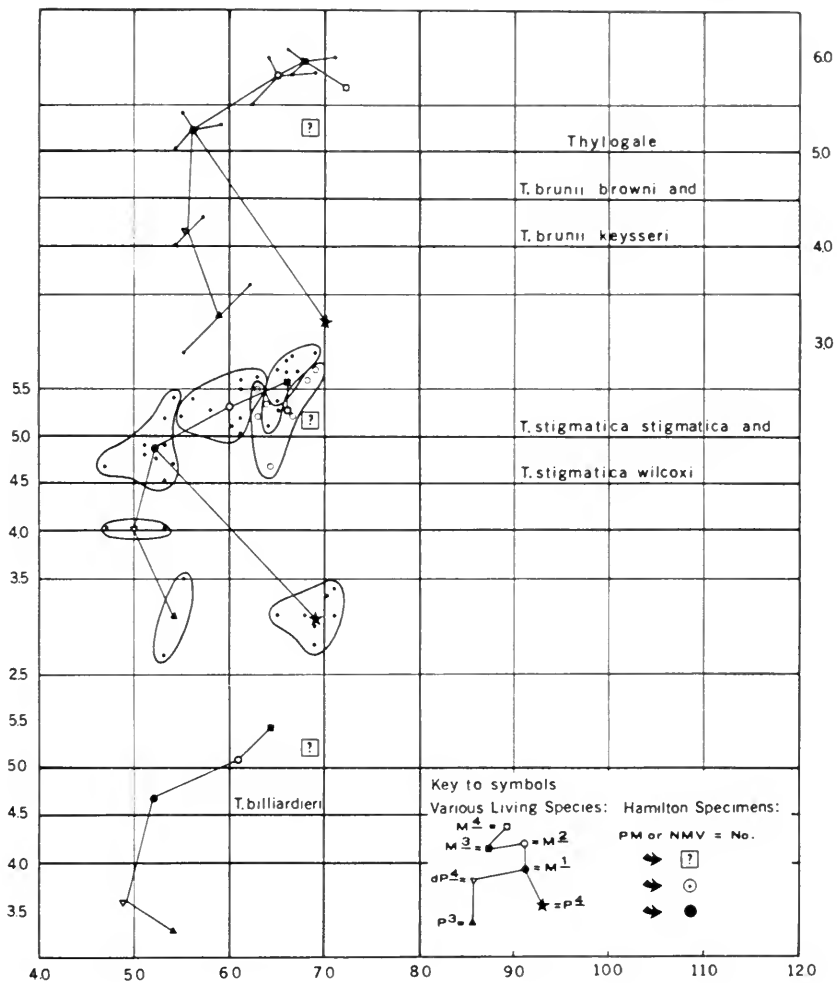 6.0
?
Thylogale
5.0
T. brunii browni and
T. brunii keysseri
4.0
3.0
5.5
?
5.0
T. stigmatica stigmatica and
T. stigmatica wilcoxi
4.5
4.0
3.5
2.5
5.5
?
5.0
Key to symbols
T. billiardieri
Various Living Species: Hamilton Specimens:
4.5
M4 = PM or NMV = No.
M3 = = M2
?
4.0
dP4 = = M1
3.5
P3 = = P4
4.0 5.0 6.0 7.0 8.0 9.0 10.0 11.0 12.0